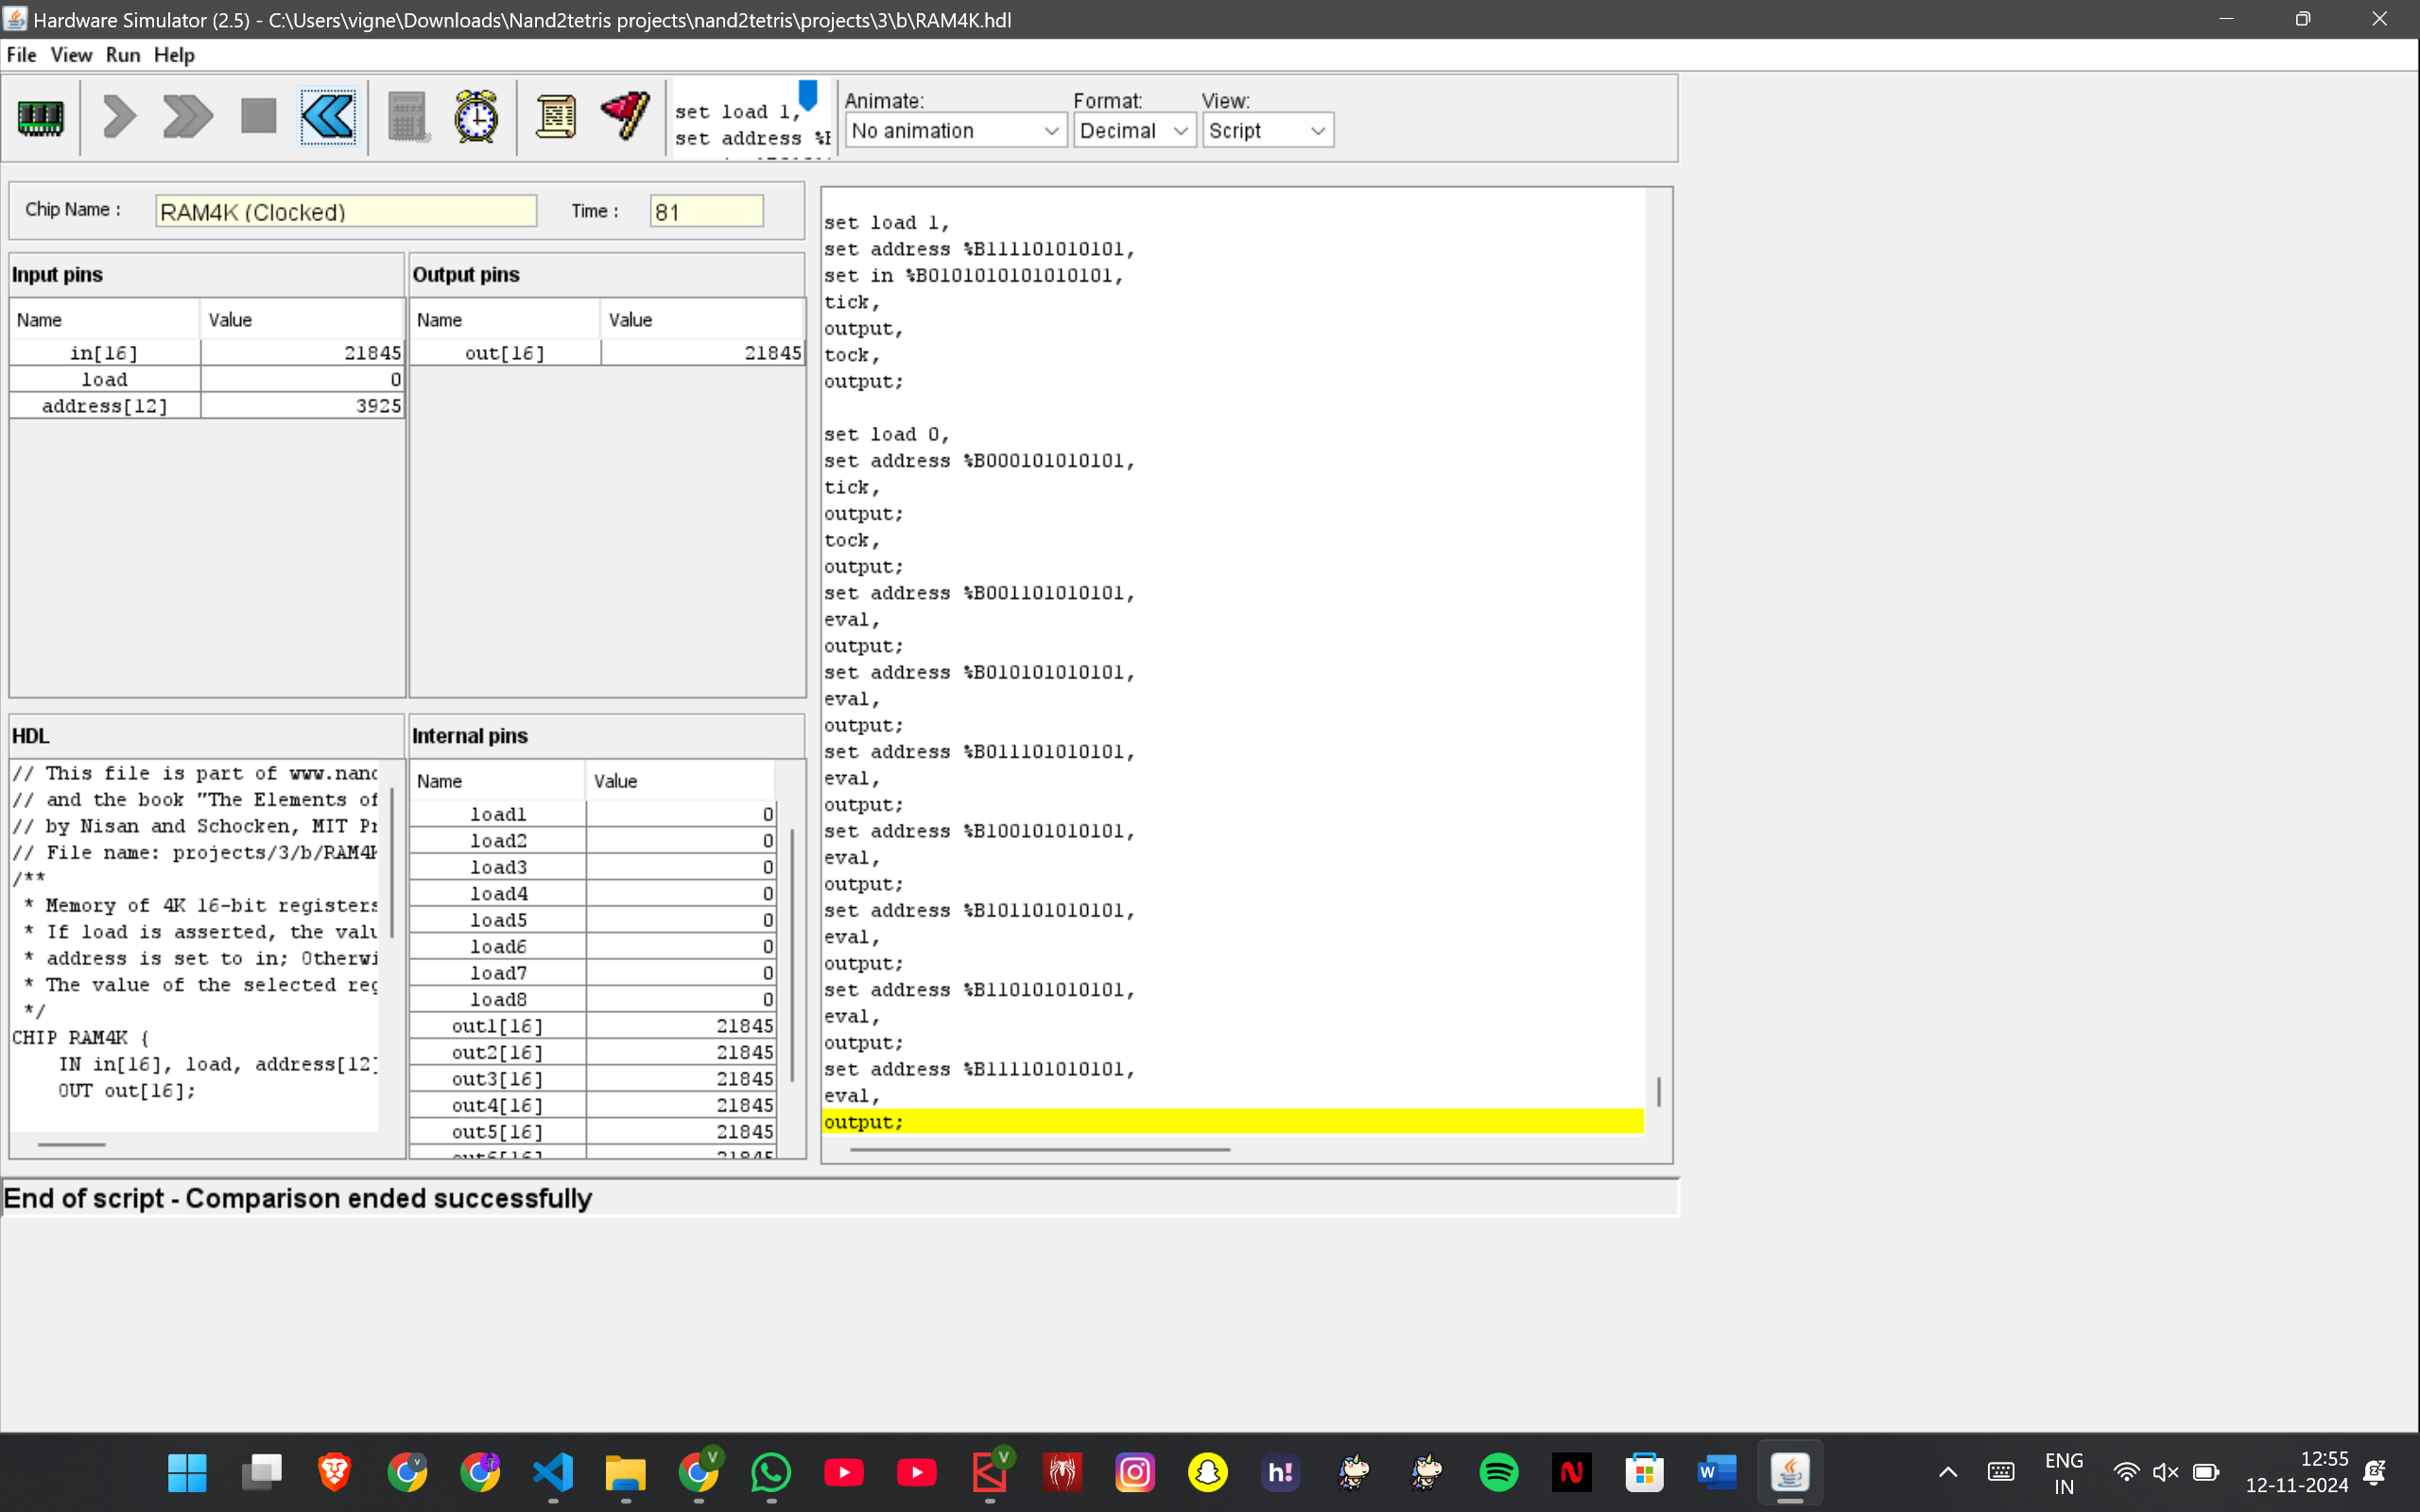 Hardware Simulator (2.5) - C:\Users\vigne\Downloads\Nand2tetris projects\nand2tetris\projects\3\b\RAM4K.hdl
File View Run Help
set load 1,
set address %B
Animate:
No animation
Format:
Decimal
View:
Script
Chip Name :
RAM4K (Clocked)
Time :
81
Input pins
Name Value
in[16] 21845
load 0
address[12] 3925
Output pins
Name Value
out[16] 21845
HDL
// This file is part of www.nand
// and the book "The Elements of
// by Nisan and Schocken, MIT Pr
// File name: projects/3/b/RAM4K
/**
* Memory of 4K 16-bit registers
* If load is asserted, the valu
* address is set to in; Otherwi
* The value of the selected reg
*/
CHIP RAM4K {
IN in[16], load, address[12]
OUT out[16];
Internal pins
Name Value
load1 0
load2 0
load3 0
load4 0
load5 0
load6 0
load7 0
load8 0
out1[16] 21845
out2[16] 21845
out3[16] 21845
out4[16] 21845
out5[16] 21845
out6[16] 21845
set load 1,
set address %B111101010101,
set in %B0101010101010101,
tick,
output,
tock,
output;
set load 0,
set address %B000101010101,
tick,
output;
tock,
output;
set address %B001101010101,
eval,
output;
set address %B010101010101,
eval,
output;
set address %B011101010101,
eval,
output;
set address %B100101010101,
eval,
output;
set address %B101101010101,
eval,
output;
set address %B110101010101,
eval,
output;
set address %B111101010101,
eval,
output;
End of script - Comparison ended successfully
V
V
V
h!
N
W
ENG
IN
12:55
12-11-2024